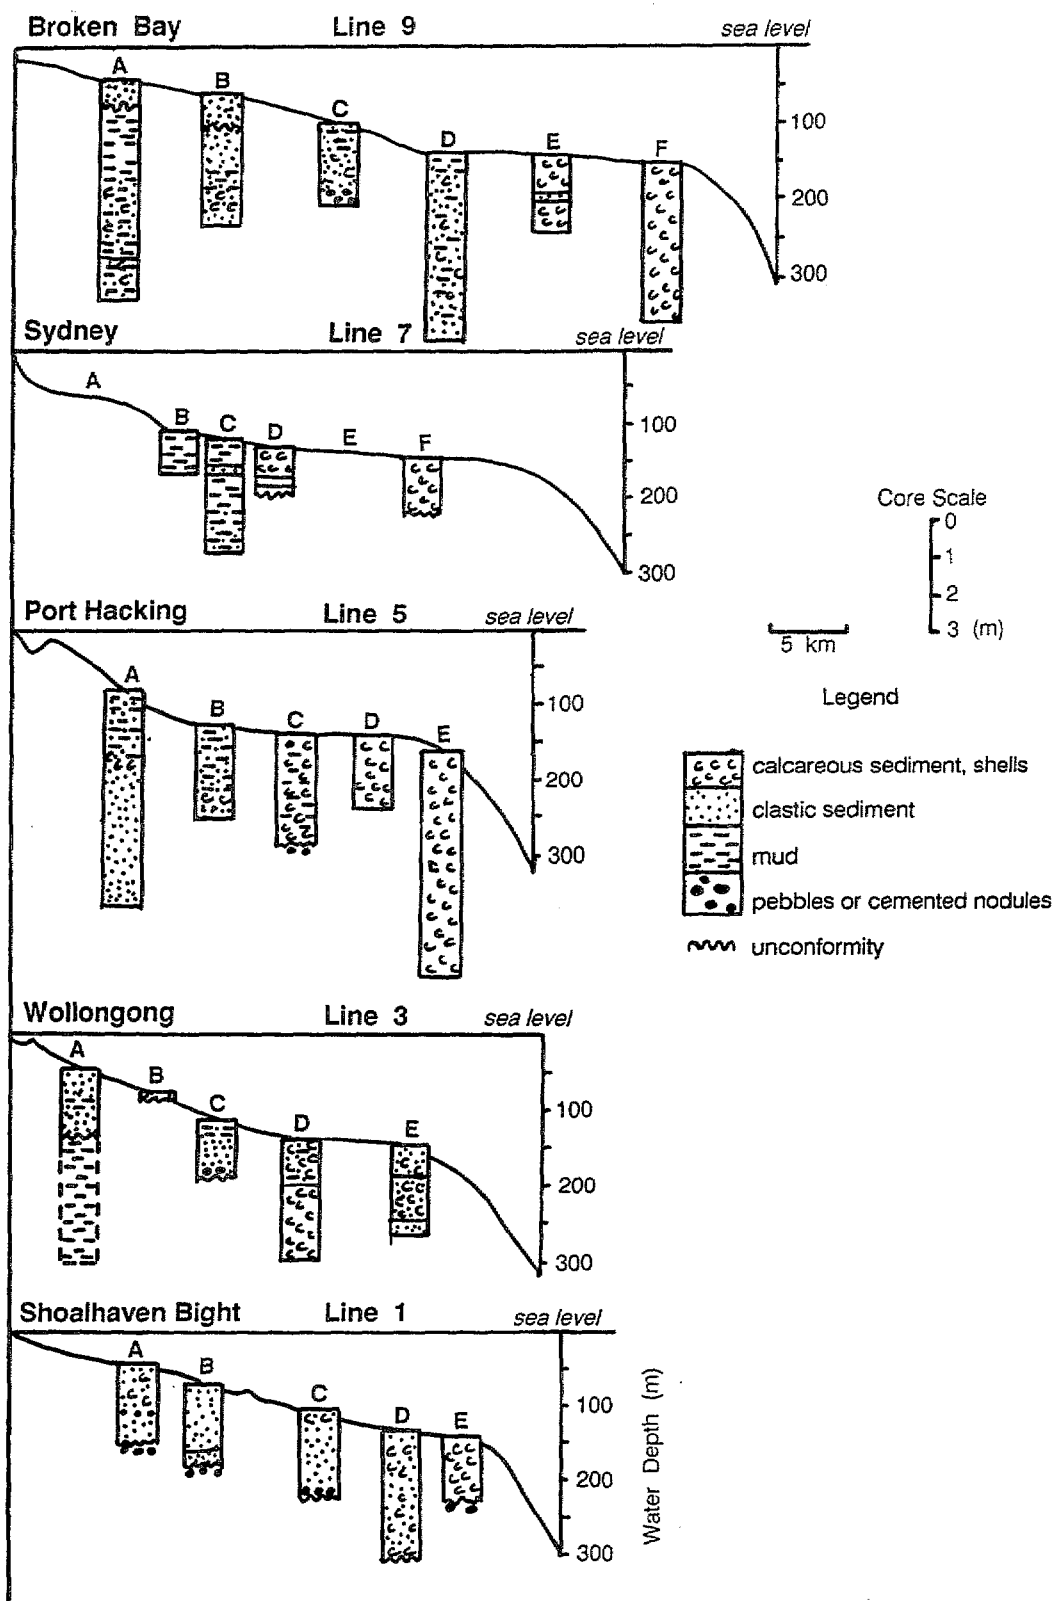 Broken Bay Line 9 sea level
A
B
C
D E F
100
200
300
Sydney Line 7 sea level
A
B C D E F
100
200
300
Core Scale
0
1
2
3 (m)
5 km
Port Hacking Line 5 sea level
A
B C D E
100
200
300
Legend
calcareous sediment, shells
clastic sediment
mud
pebbles or cemented nodules
unconformity
Wollongong Line 3 sea level
A
B
C
D E
100
200
300
Shoalhaven Bight Line 1 sea level
A
B
C
D E
100
200
300
Water Depth (m)